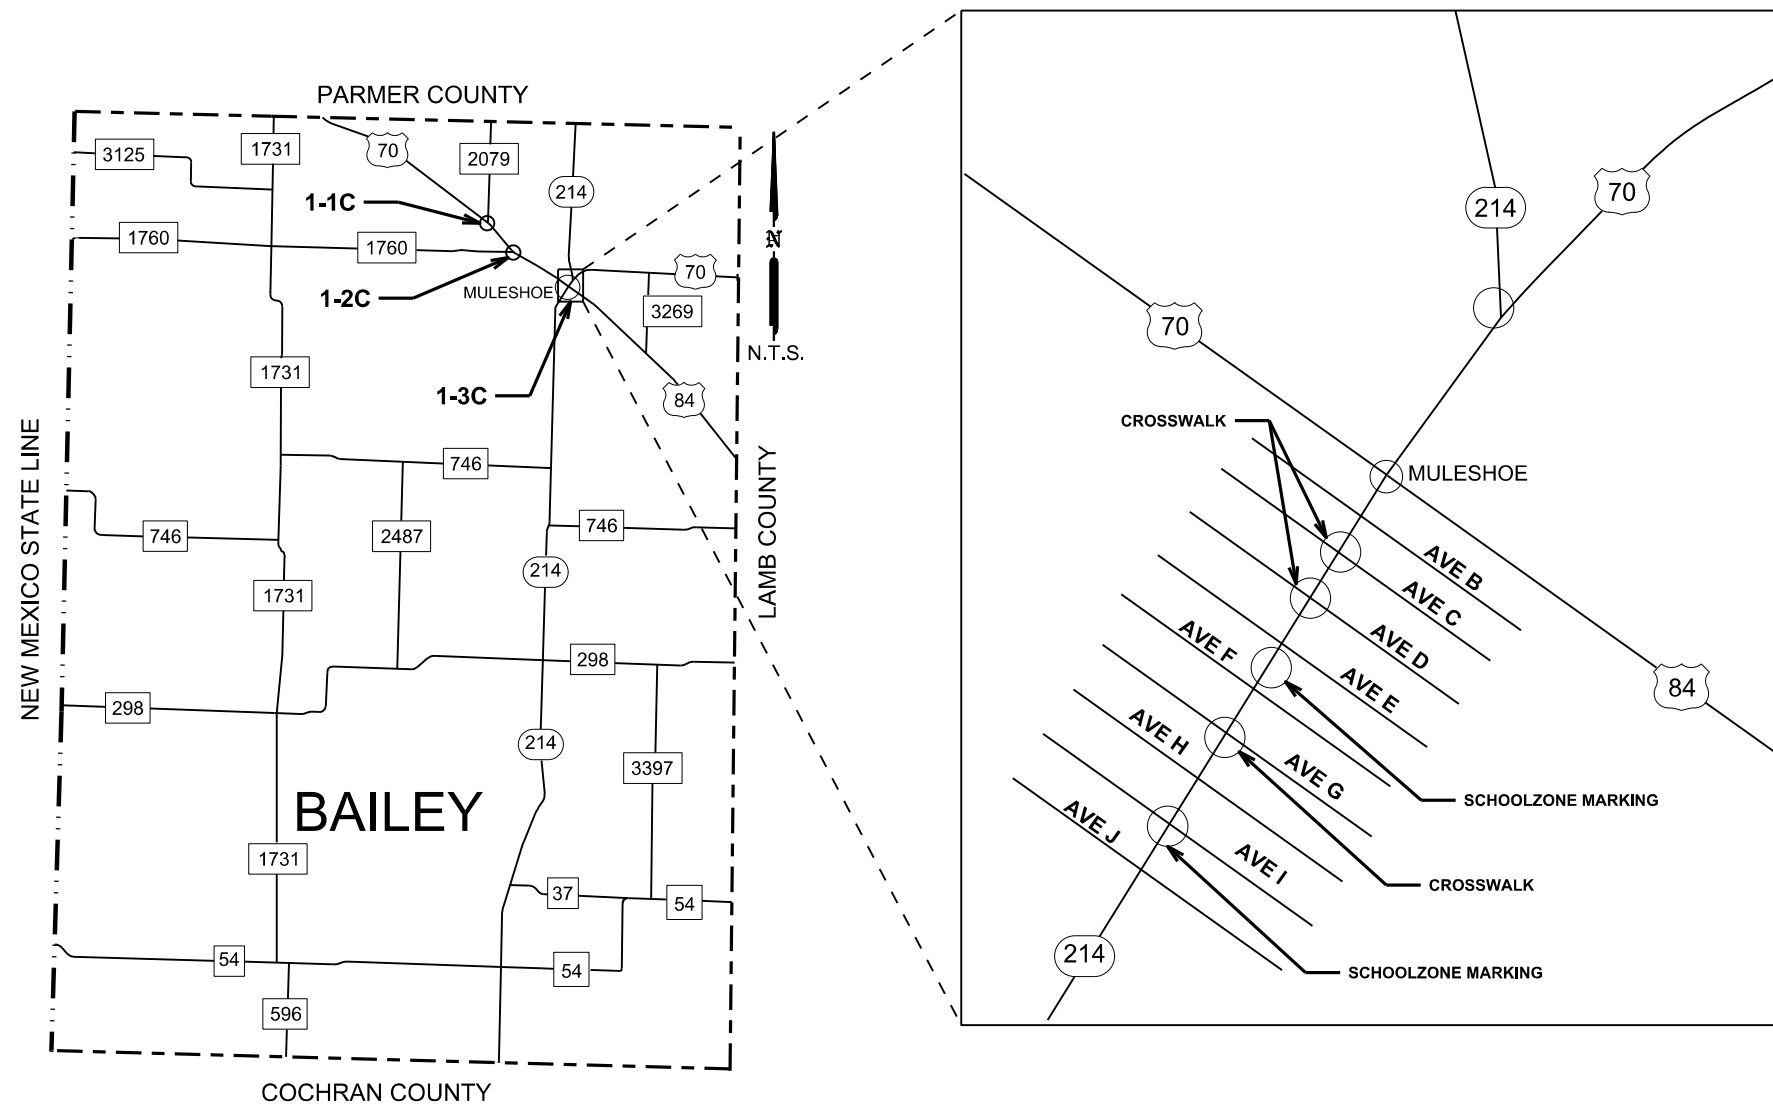 PARMER COUNTY
3125
1731
70
2079
214
1-1C
1760
1760
1-2C
MULESHOE
70
3269
N
N.T.S.
1731
1-3C
84
NEW MEXICO STATE LINE
LAMB COUNTY
746
746
2487
746
214
1731
298
298
214
3397
BAILEY
1731
37
54
54
54
596
COCHRAN COUNTY
214
70
70
CROSSWALK
MULESHOE
AVE B
AVE C
AVE D
AVE E
AVE F
84
AVE G
AVE H
SCHOOLZONE MARKING
AVE I
AVE J
CROSSWALK
214
SCHOOLZONE MARKING